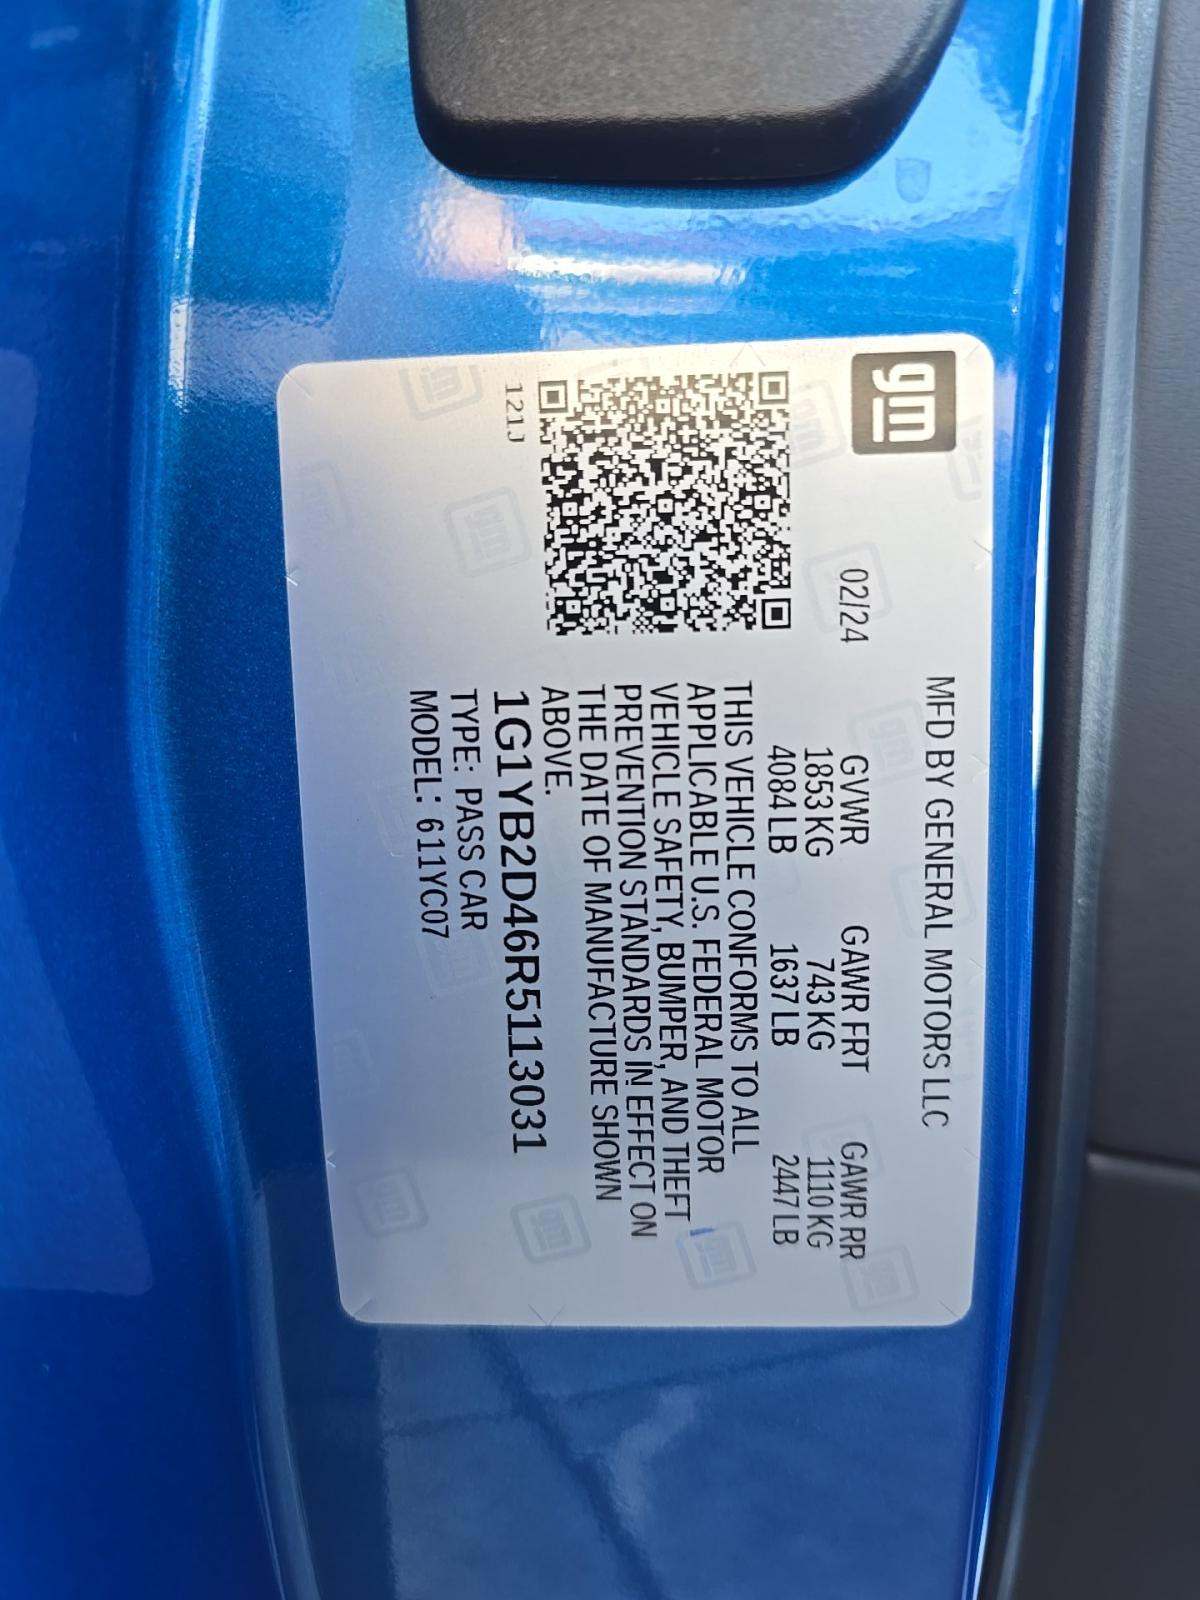 gm
MFD BY GENERAL MOTORS LLC
02/24
GVWR GAWR FRT GAWR RR
1853 KG 743 KG 1110 KG
4084 LB 1637 LB 2447 LB
THIS VEHICLE CONFORMS TO ALL
APPLICABLE U.S. FEDERAL MOTOR
VEHICLE SAFETY, BUMPER, AND THEFT
PREVENTION STANDARDS IN EFFECT ON
THE DATE OF MANUFACTURE SHOWN
ABOVE.
121J
1G1YB2D46R5113031
TYPE: PASS CAR
MODEL: 611YC07